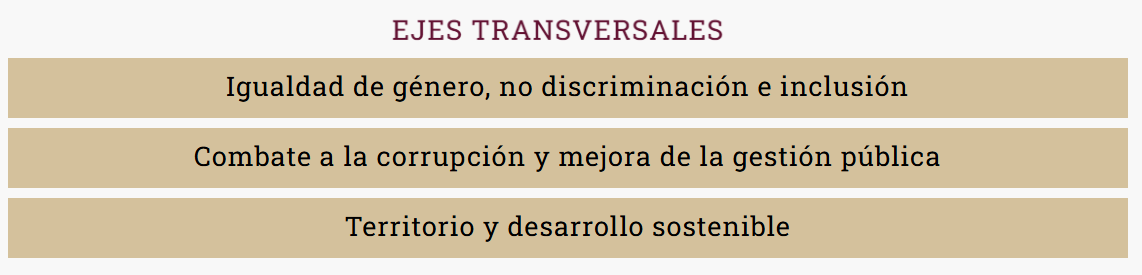 EJES TRANSVERSALES
Igualdad de género, no discriminación e inclusión
Combate a la corrupción y mejora de la gestión pública
Territorio y desarrollo sostenible